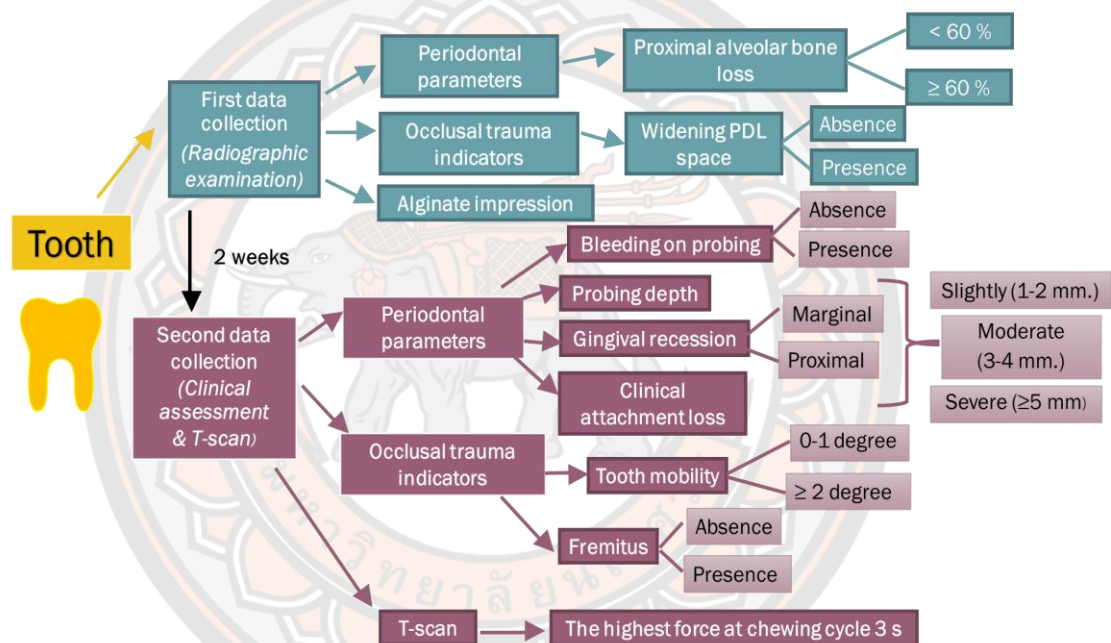 Tooth
First data
collection
(Radiographic
examination)
Periodontal
parameters
Proximal alveolar bone
loss
< 60 %
≥ 60 %
Occlusal trauma
indicators
Widening PDL
space
Absence
Presence
Alginate impression
2 weeks
Second data
collection
(Clinical
assessment
& T-scan)
Periodontal
parameters
Bleeding on probing
Absence
Presence
Probing depth
Gingival recession
Marginal
Proximal
Clinical
attachment loss
Slightly (1-2 mm.)
Moderate
(3-4 mm.)
Severe (≥5 mm)
Occlusal trauma
indicators
Tooth mobility
0-1 degree
≥ 2 degree
Fremitus
Absence
Presence
T-scan
The highest force at chewing cycle 3 s